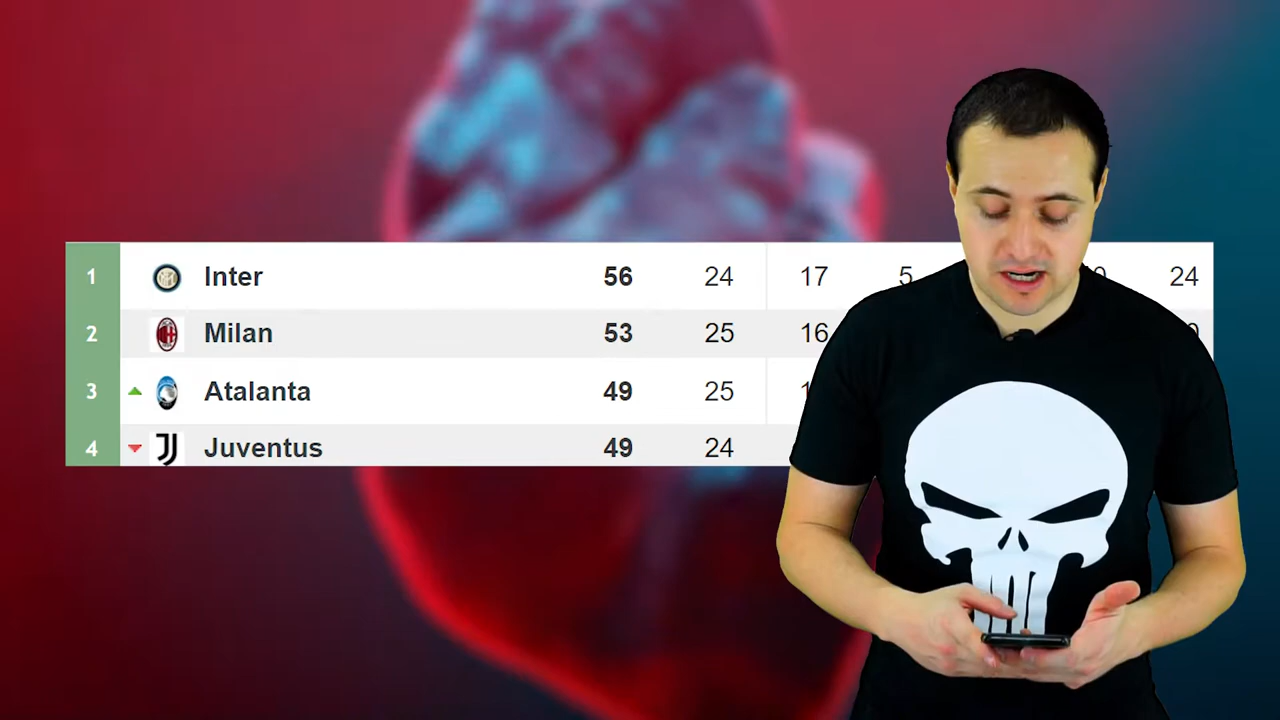 1 Inter 56 24 17 5 24
2 Milan 53 25 16
3 Atalanta 49 25
4 Juventus 49 24